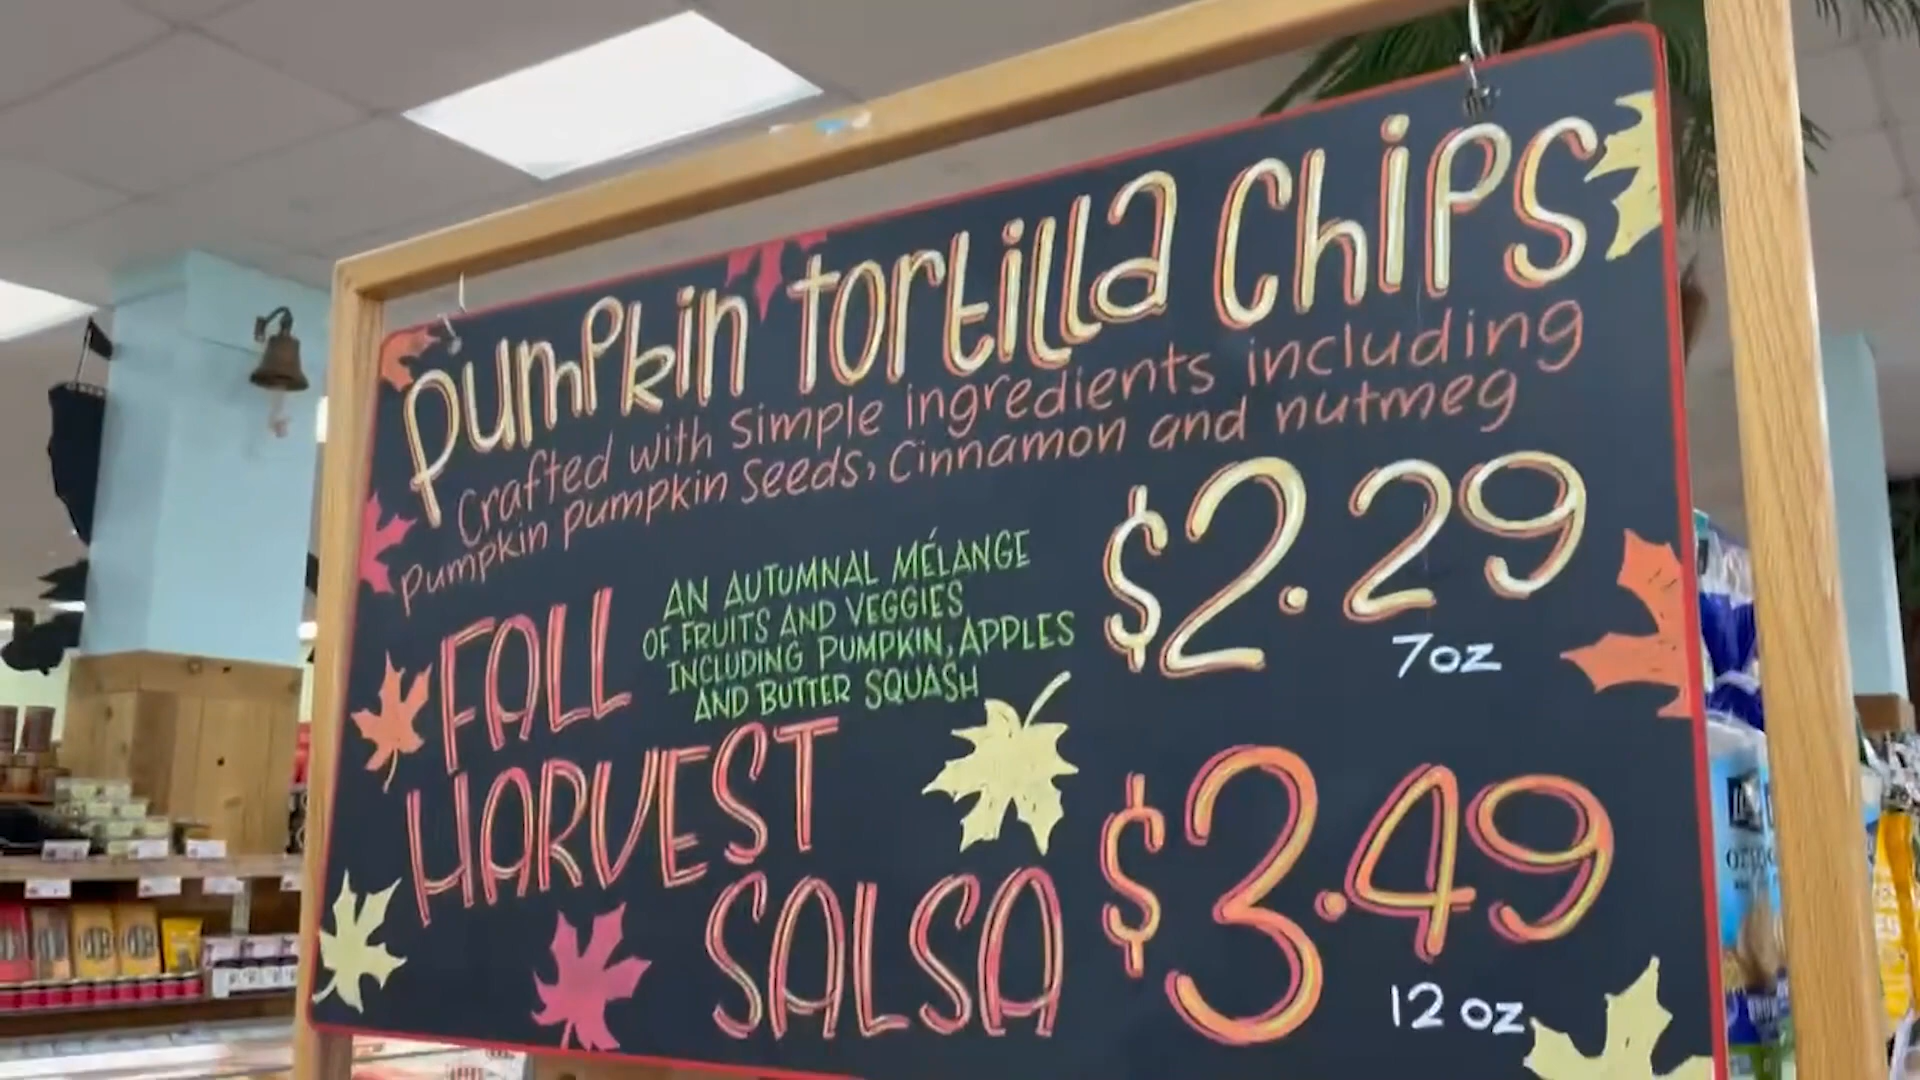 pumpkin tortilla Chips
Crafted with simple ingredients including
pumpkin pumpkin seeds, Cinnamon and nutmeg
$2.29
7oz
FALL
HARVEST
SALSA
AN AUTUMNAL MÉLANGE
OF FRUITS AND VEGGIES
INCLUDING PUMPKIN, APPLES
AND BUTTER SQUASH
$3.49
12 oz